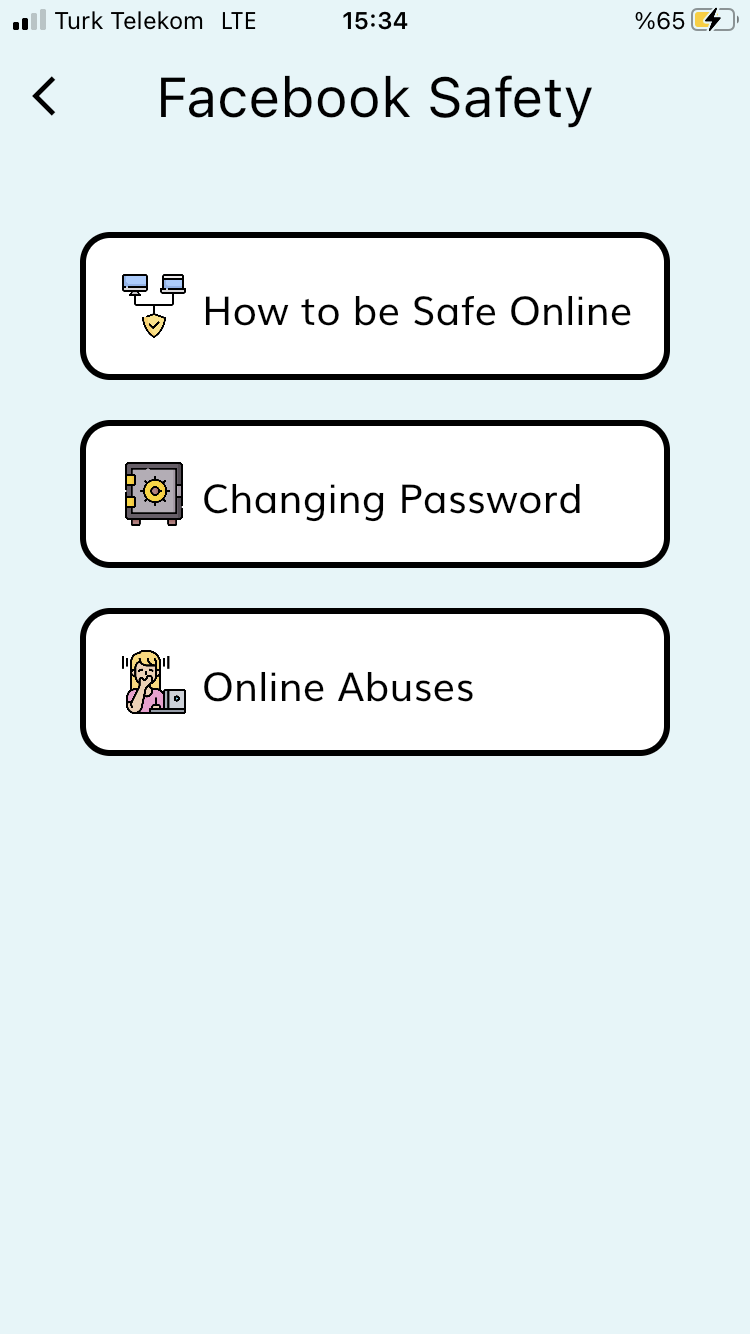 Turk Telekom LTE 15:34 %65
Facebook Safety
How to be Safe Online
Changing Password
Online Abuses